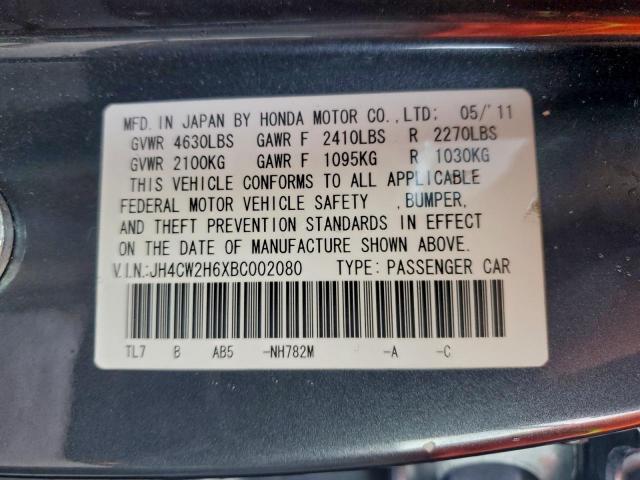 MFD. IN JAPAN BY HONDA MOTOR CO.,LTD: 05/'11
GVWR 4630LBS GAWR F 2410LBS R 2270LBS
GVWR 2100KG GAWR F 1095KG R 1030KG
THIS VEHICLE CONFORMS TO ALL APPLICABLE
FEDERAL MOTOR VEHICLE SAFETY ,BUMPER,
AND THEFT PREVENTION STANDARDS IN EFFECT
ON THE DATE OF MANUFACTURE SHOWN ABOVE.
V.I.N.:JH4CW2H6XBC002080 TYPE: PASSENGER CAR
TL7 B AB5 -NH782M -A -C